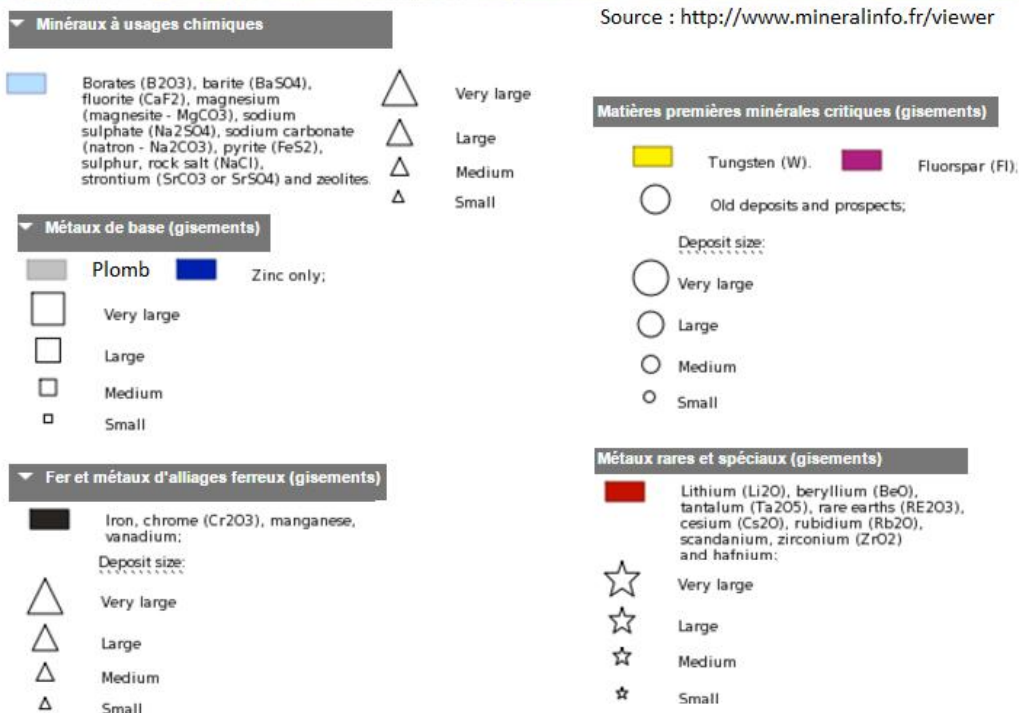 Minéraux à usages chimiques
Source : http://www.mineralinfo.fr/viewer
Borates (B2O3), barite (BaSO4),
fluorite (CaF2), magnesium
(magnesite - MgCO3), sodium
sulphate (Na2SO4), sodium carbonate
(natron - Na2CO3), pyrite (FeS2),
sulphur, rock salt (NaCl),
strontium (SrCO3 or SrSO4) and zeolites.
Very large
Large
Medium
Small
Matières premières minérales critiques (gisements)
Tungsten (W).
Fluorspar (Fl);
Old deposits and prospects;
Deposit size:
Very large
Large
Medium
Small
Métaux de base (gisements)
Plomb
Zinc only;
Very large
Large
Medium
Small
Fer et métaux d'alliages ferreux (gisements)
Iron, chrome (Cr2O3), manganese,
vanadium;
Deposit size:
Very large
Large
Medium
Small
Métaux rares et spéciaux (gisements)
Lithium (Li2O), beryllium (BeO),
tantalum (Ta2O5), rare earths (RE2O3),
cesium (Cs2O), rubidium (Rb2O),
scandanium, zirconium (ZrO2)
and hafnium;
Very large
Large
Medium
Small